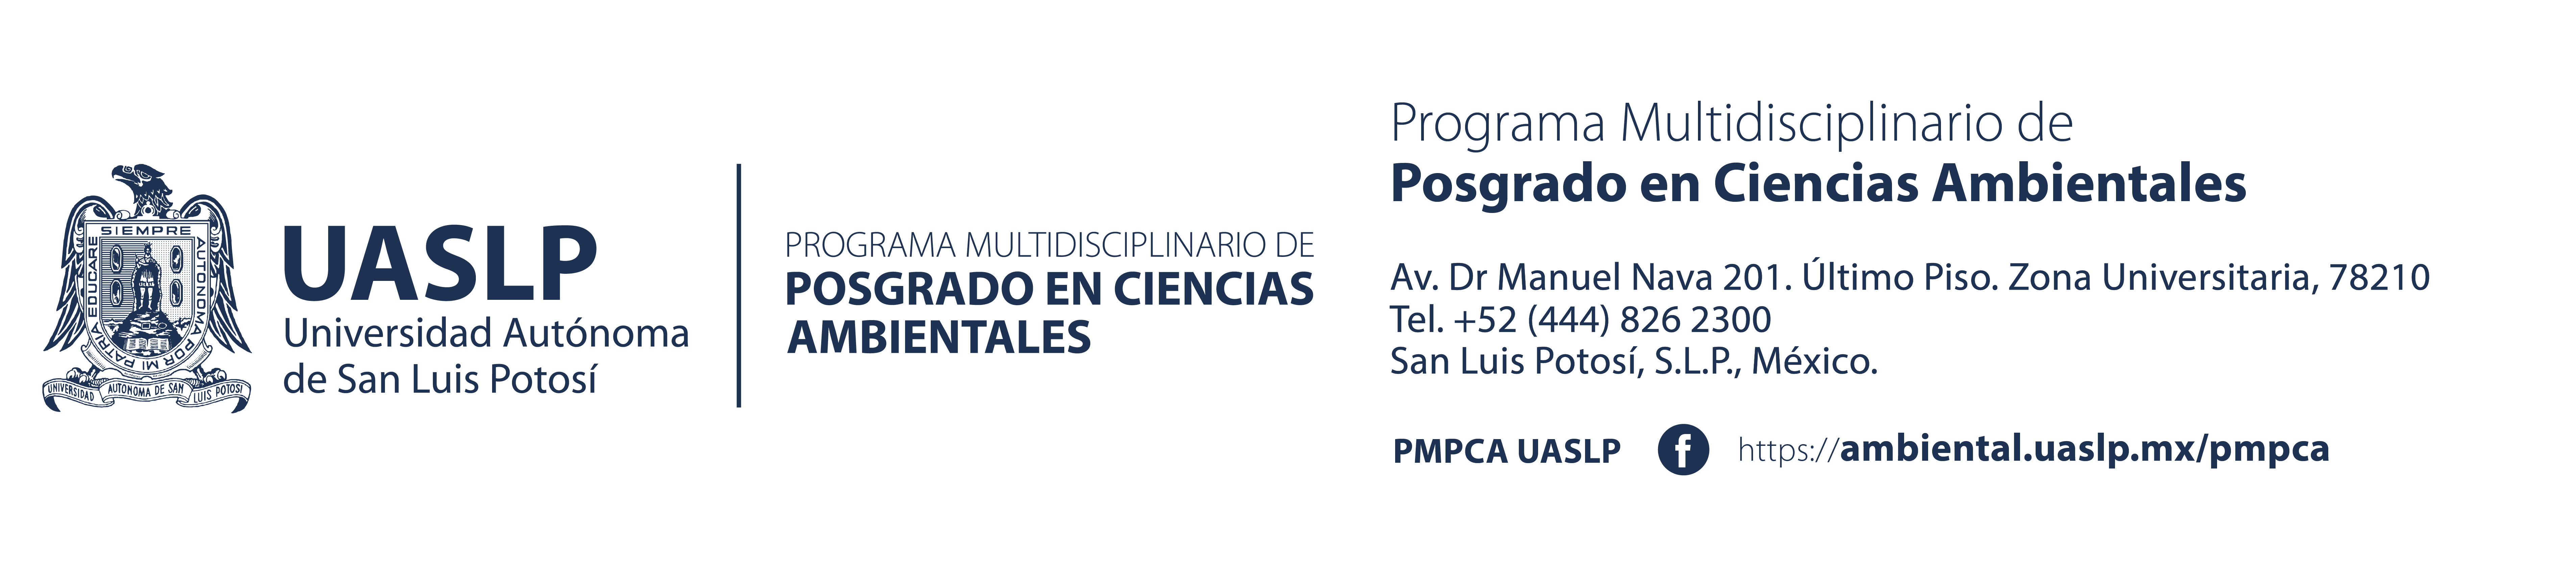 SIEMPRE
AUTONOMA
POR MI PATRIA
EDUCARE
UNIVERSIDAD AUTONOMA DE SAN LUIS POTOSI
UASLP
Universidad Autónoma
de San Luis Potosí
PROGRAMA MULTIDISCIPLINARIO DE
POSGRADO EN CIENCIAS
AMBIENTALES
Programa Multidisciplinario de
Posgrado en Ciencias Ambientales
Av. Dr Manuel Nava 201. Último Piso. Zona Universitaria, 78210
Tel. +52 (444) 826 2300
San Luis Potosí, S.L.P., México.
PMPCA UASLP f https://ambiental.uaslp.mx/pmpca